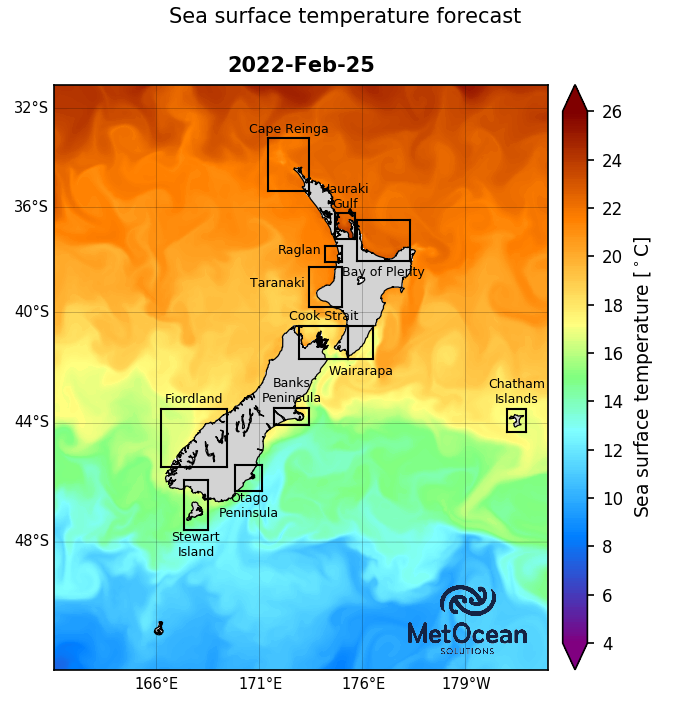 Sea surface temperature forecast
2022-Feb-25
32°S
36°S
40°S
44°S
48°S
166°E
171°E
176°E
179°W
Cape Reinga
Hauraki
Gulf
Raglan
Bay of Plenty
Taranaki
Cook Strait
Wairarapa
Banks
Peninsula
Fiordland
Chatham
Islands
Otago
Peninsula
Stewart
Island
MetOcean
SOLUTIONS
26
24
22
20
18
16
14
12
10
8
6
4
Sea surface temperature [°C]